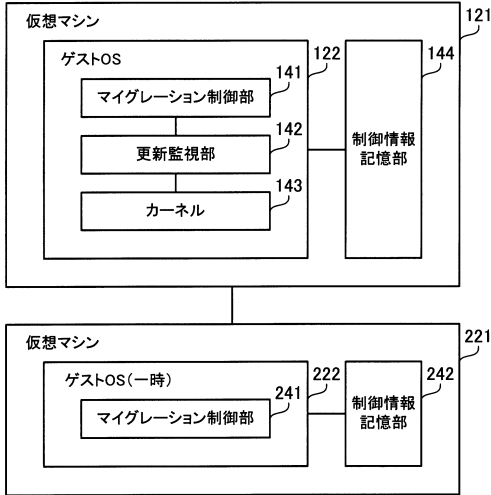 仮想マシン
121
ゲストOS
122
144
マイグレーション制御部
141
更新監視部
142
カーネル
143
制御情報
記憶部
仮想マシン
221
ゲストOS(一時)
222
242
マイグレーション制御部
241
制御情報
記憶部